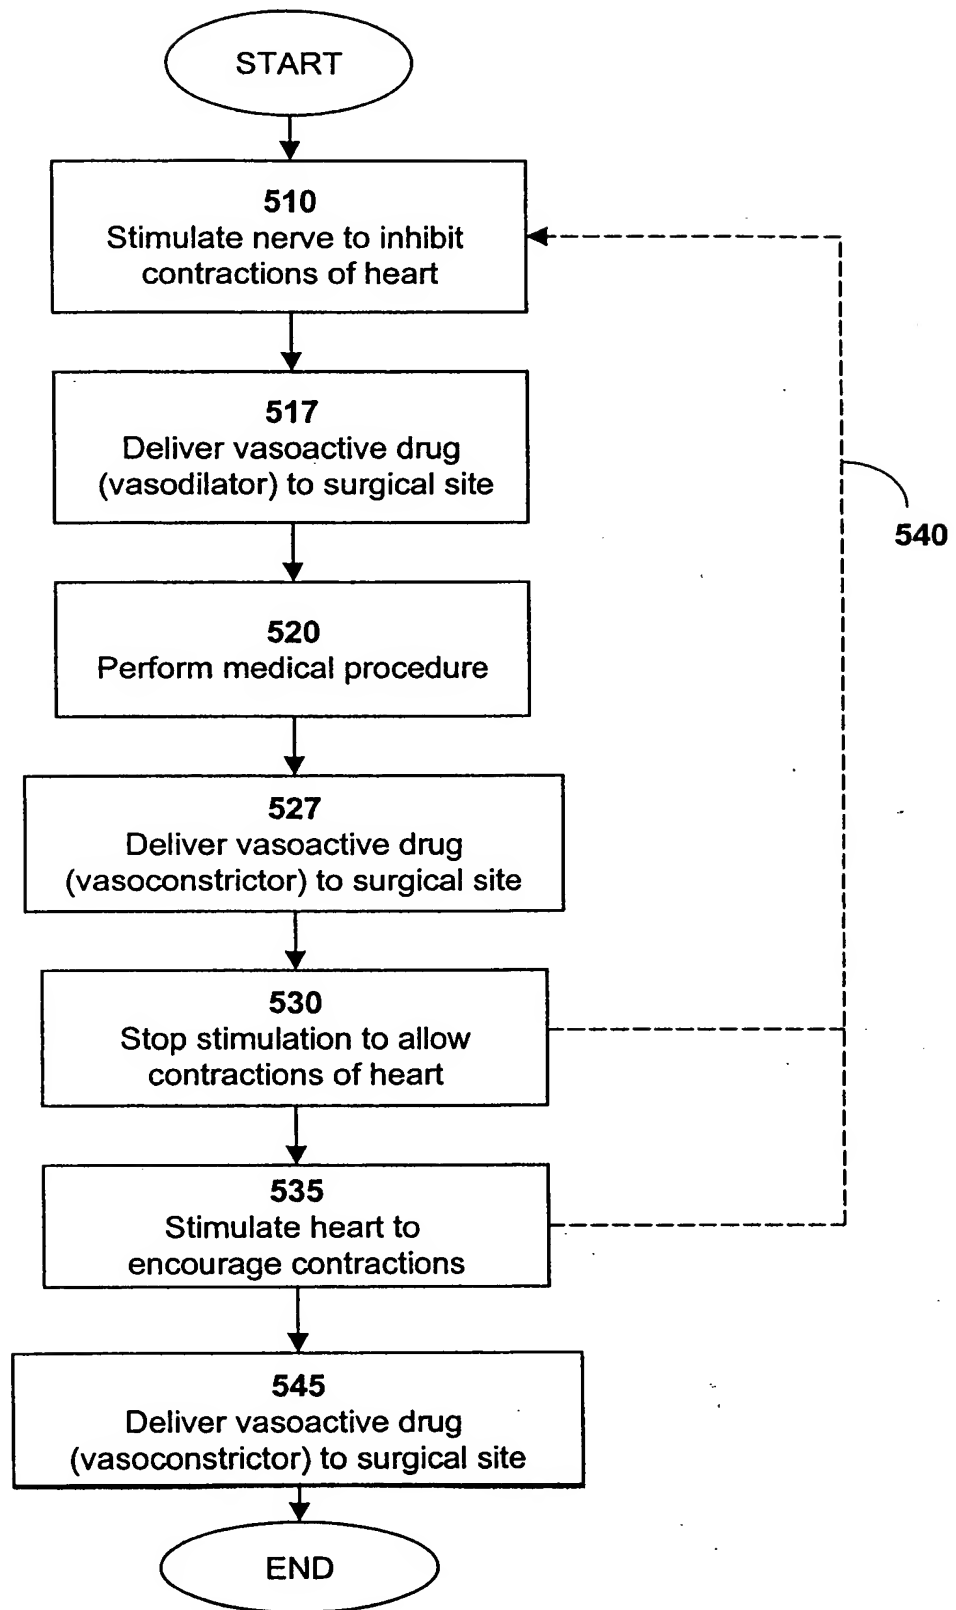 START
510
Stimulate nerve to inhibit
contractions of heart
517
Deliver vasoactive drug
(vasodilator) to surgical site
540
520
Perform medical procedure
527
Deliver vasoactive drug
(vasoconstrictor) to surgical site
530
Stop stimulation to allow
contractions of heart
535
Stimulate heart to
encourage contractions
545
Deliver vasoactive drug
(vasoconstrictor) to surgical site
END